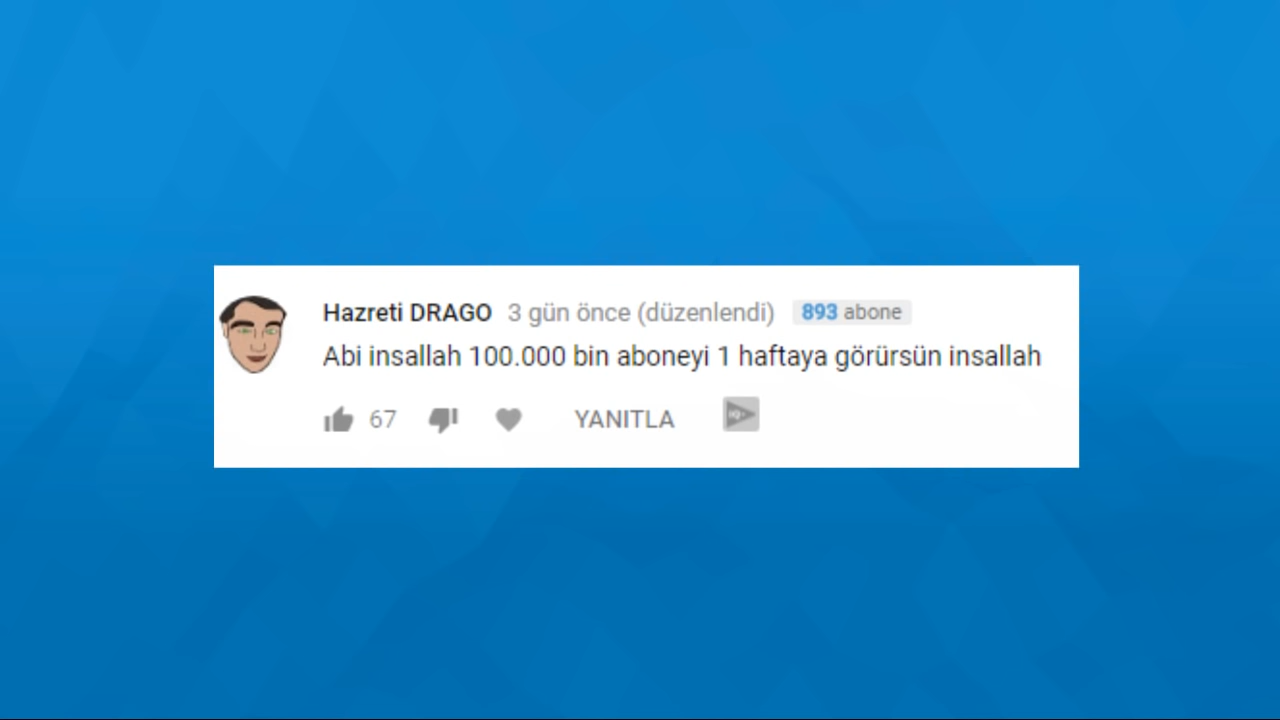 Hazreti DRAGO 3 gün önce (düzenlendi) 893 abone
Abi insallah 100.000 bin aboneyi 1 haftaya görürsün insallah
67 YANITLA